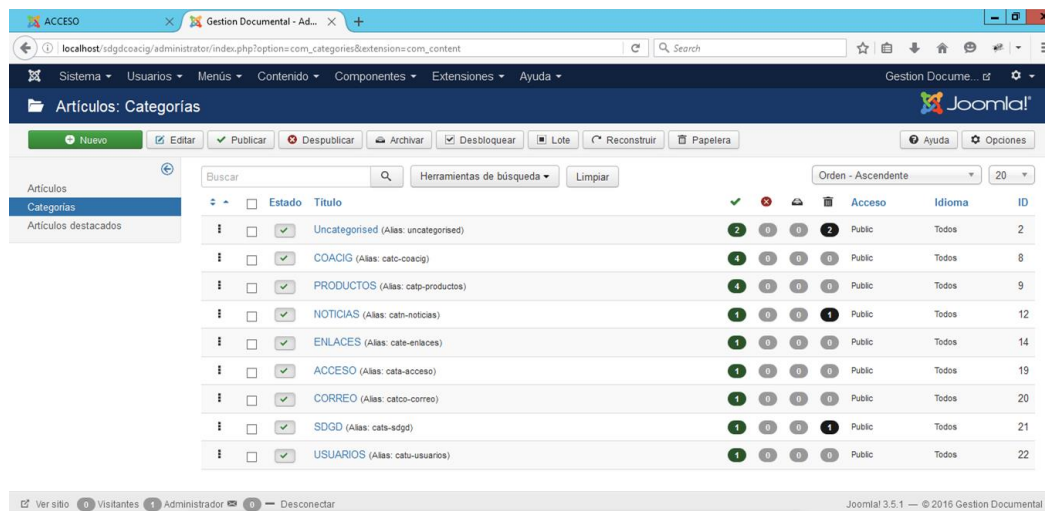 ACCESO
Gestion Documental - Ad...
localhost/sdgdcoacig/administrator/index.php?option=com_categories&extension=com_content
Search
Sistema Usuarios Menús Contenido Componentes Extensiones Ayuda Gestion Docume...
Artículos: Categorías Joomla!
Nuevo Editar Publicar Despublicar Archivar Desbloquear Lote Reconstruir Papelera Ayuda Opciones
Artículos
Categorías
Artículos destacados
Buscar Herramientas de búsqueda Limpiar Orden - Ascendente 20
Estado Título Acceso Idioma ID
Uncategorised (Alias: uncategorised) 2 0 0 2 Public Todos 2
COACIG (Alias: catc-coacig) 4 0 0 0 Public Todos 8
PRODUCTOS (Alias: catp-productos) 4 0 0 0 Public Todos 9
NOTICIAS (Alias: catn-noticias) 1 0 0 1 Public Todos 12
ENLACES (Alias: cate-enlaces) 1 0 0 0 Public Todos 14
ACCESO (Alias: cata-acceso) 1 0 0 0 Public Todos 19
CORREO (Alias: catco-correo) 1 0 0 0 Public Todos 20
SDGD (Alias: cats-sdgd) 1 0 0 1 Public Todos 21
USUARIOS (Alias: catu-usuarios) 1 0 0 0 Public Todos 22
Ver sitio 0 Visitantes 1 Administrador 0 Desconectar Joomla! 3.5.1 — © 2016 Gestion Documental